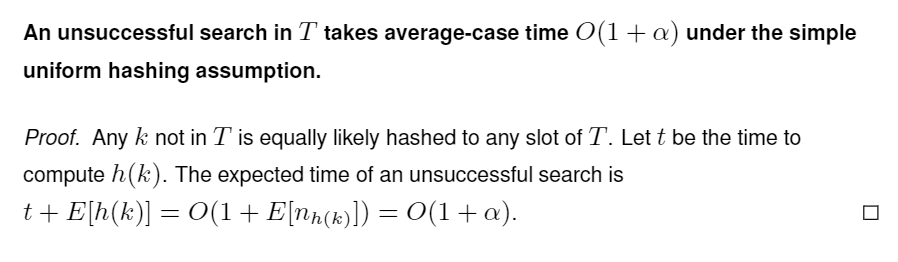 An unsuccessful search in T takes average-case time O(1 + α) under the simple
uniform hashing assumption.
Proof. Any k not in T is equally likely hashed to any slot of T. Let t be the time to
compute h(k). The expected time of an unsuccessful search is
t + E[h(k)] = O(1 + E[n_{h(k)}]) = O(1 + α). □